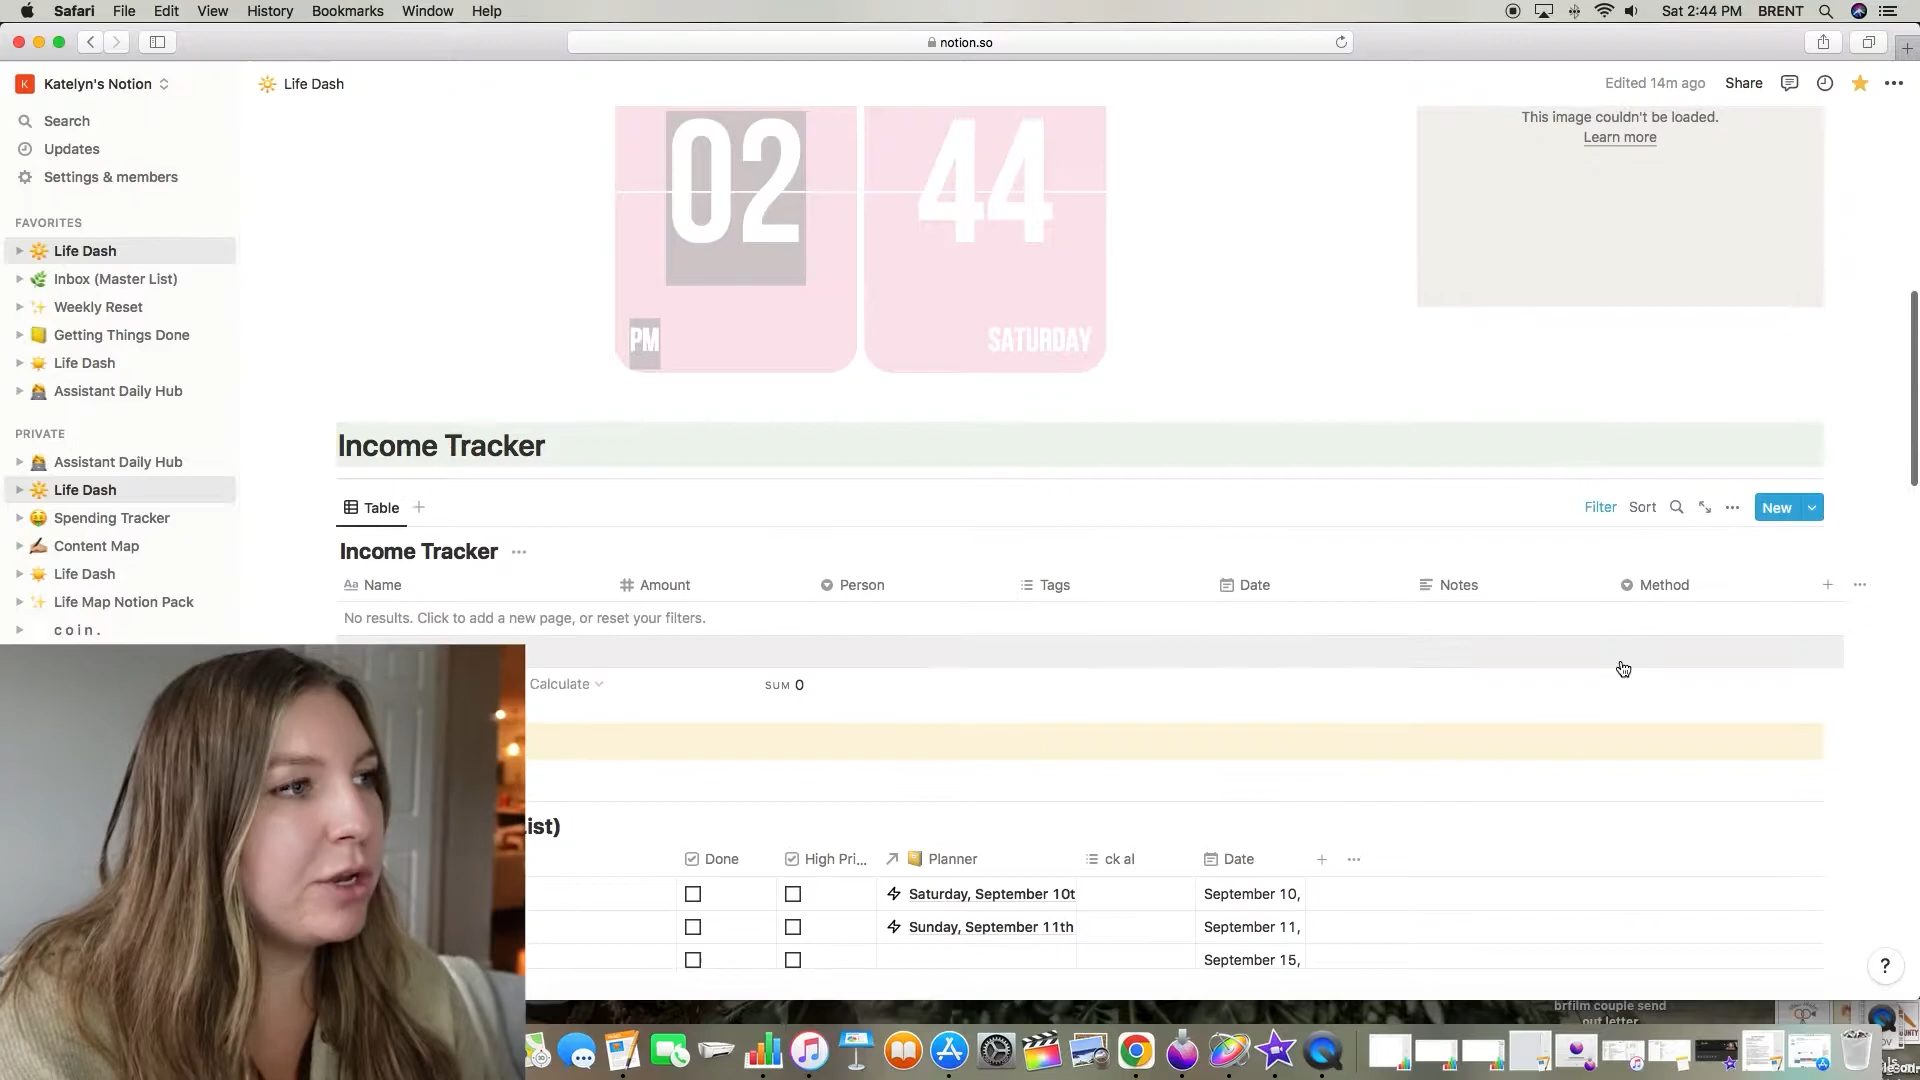 Safari File Edit View History Bookmarks Window Help Sat 2:44 PM BRENT
notion.so
K Katelyn's Notion
Life Dash
Edited 14m ago Share
Search
Updates
Settings & members
FAVORITES
Life Dash
Inbox (Master List)
Weekly Reset
Getting Things Done
Life Dash
Assistant Daily Hub
PRIVATE
Assistant Daily Hub
Life Dash
Spending Tracker
Content Map
Life Dash
Life Map Notion Pack
coin.
02 44
PM SATURDAY
This image couldn't be loaded.
Learn more
Income Tracker
Table
Filter Sort New
Income Tracker
Aa Name Amount Person Tags Date Notes Method
No results. Click to add a new page, or reset your filters.
Calculate SUM 0
ist)
Done High Pri... Planner ck al Date
Saturday, September 10t September 10,
Sunday, September 11th September 11,
September 15,
?
brfilm couple send
out letter